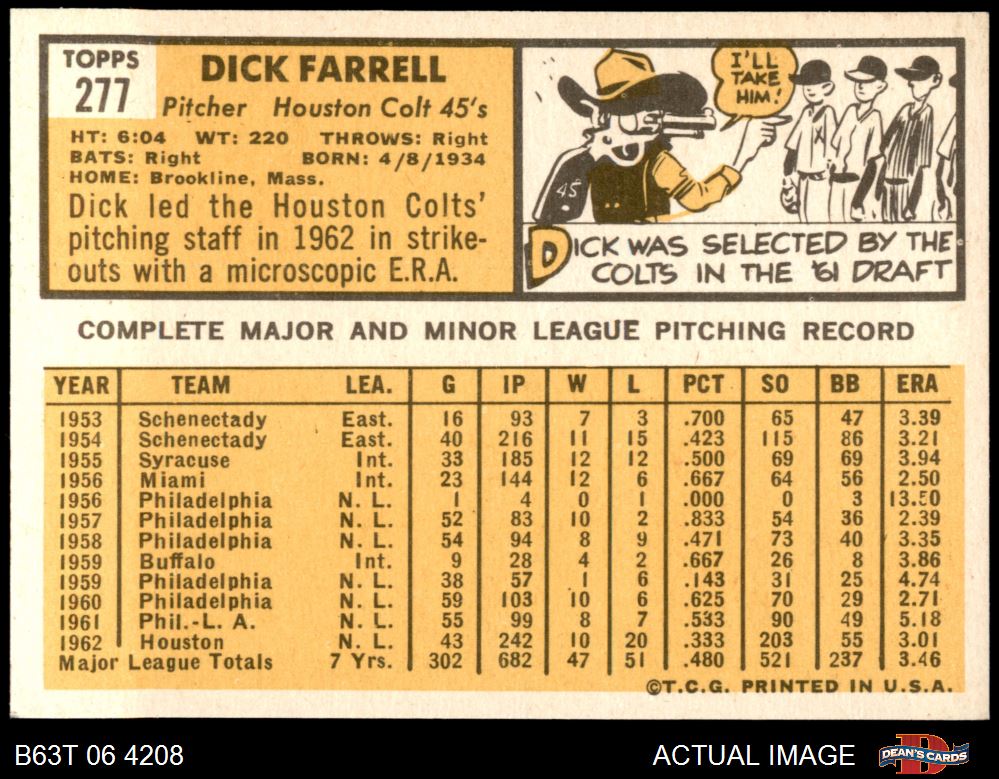 TOPPS
277
DICK FARRELL
Pitcher Houston Colt 45's
HT: 6:04 WT: 220 THROWS: Right
BATS: Right BORN: 4/8/1934
HOME: Brookline, Mass.
Dick led the Houston Colts'
pitching staff in 1962 in strike-
outs with a microscopic E.R.A.
I'LL
TAKE
HIM!
45
DICK WAS SELECTED BY THE
COLTS IN THE '61 DRAFT
COMPLETE MAJOR AND MINOR LEAGUE PITCHING RECORD
YEAR TEAM LEA. G IP W L PCT SO BB ERA
1953 Schenectady East. 16 93 7 3 .700 65 47 3.39
1954 Schenectady East. 40 216 11 15 .423 115 86 3.21
1955 Syracuse Int. 33 185 12 12 .500 69 69 3.94
1956 Miami Int. 23 144 12 6 .667 64 56 2.50
1956 Philadelphia N. L. 1 4 0 1 .000 0 3 13.50
1957 Philadelphia N. L. 52 83 10 2 .833 54 36 2.39
1958 Philadelphia N. L. 54 94 8 9 .471 73 40 3.35
1959 Buffalo Int. 9 28 4 2 .667 26 8 3.86
1959 Philadelphia N. L. 38 57 1 6 .143 31 25 4.74
1960 Philadelphia N. L. 59 103 10 6 .625 70 29 2.71
1961 Phil.-L. A. N. L. 55 99 8 7 .533 90 49 5.18
1962 Houston N. L. 43 242 10 20 .333 203 55 3.01
Major League Totals 7 Yrs. 302 682 47 51 .480 521 237 3.46
©T.C.G. PRINTED IN U.S.A.
B63T 06 4208 ACTUAL IMAGE DEAN'S CARDS